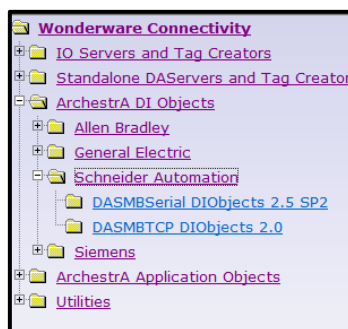 Wonderware Connectivity
IO Servers and Tag Creators
Standalone DAServers and Tag Creator
ArchestrA DI Objects
Allen Bradley
General Electric
Schneider Automation
DASMBSerial DIObjects 2.5 SP2
DASMBTCP DIObjects 2.0
Siemens
ArchestrA Application Objects
Utilities